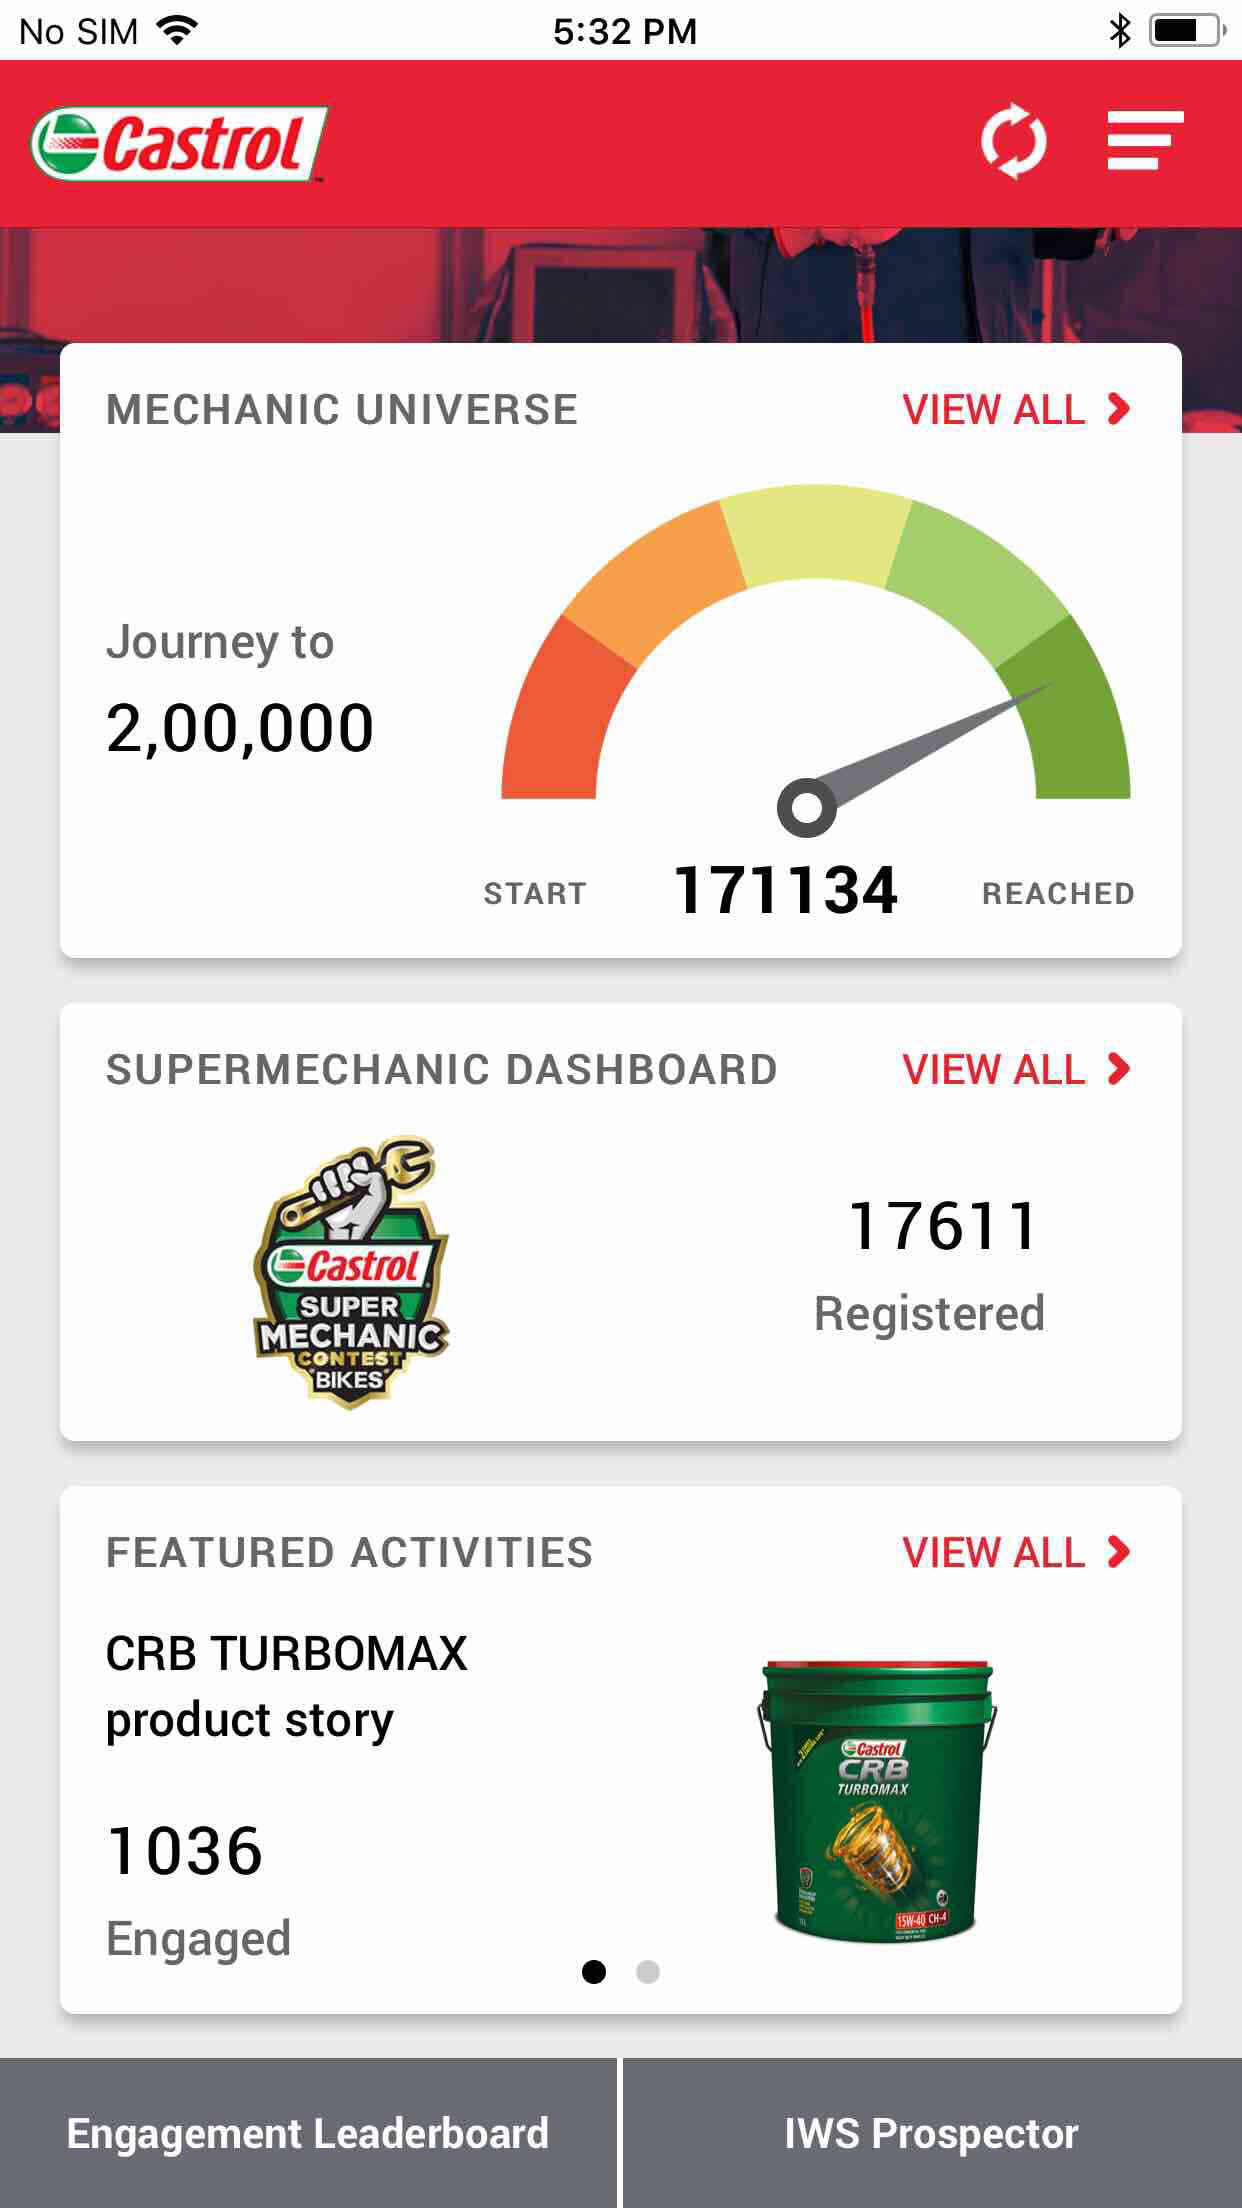 No SIM
5:32 PM
Castrol
MECHANIC UNIVERSE
VIEW ALL
Journey to
2,00,000
START
171134
REACHED
SUPERMECHANIC DASHBOARD
VIEW ALL
Castrol
SUPER
MECHANIC
CONTEST
BIKES
17611
Registered
FEATURED ACTIVITIES
VIEW ALL
CRB TURBOMAX
product story
1036
Engaged
Castrol
CRB
TURBOMAX
15W-40 CH-4
Engagement Leaderboard
IWS Prospector